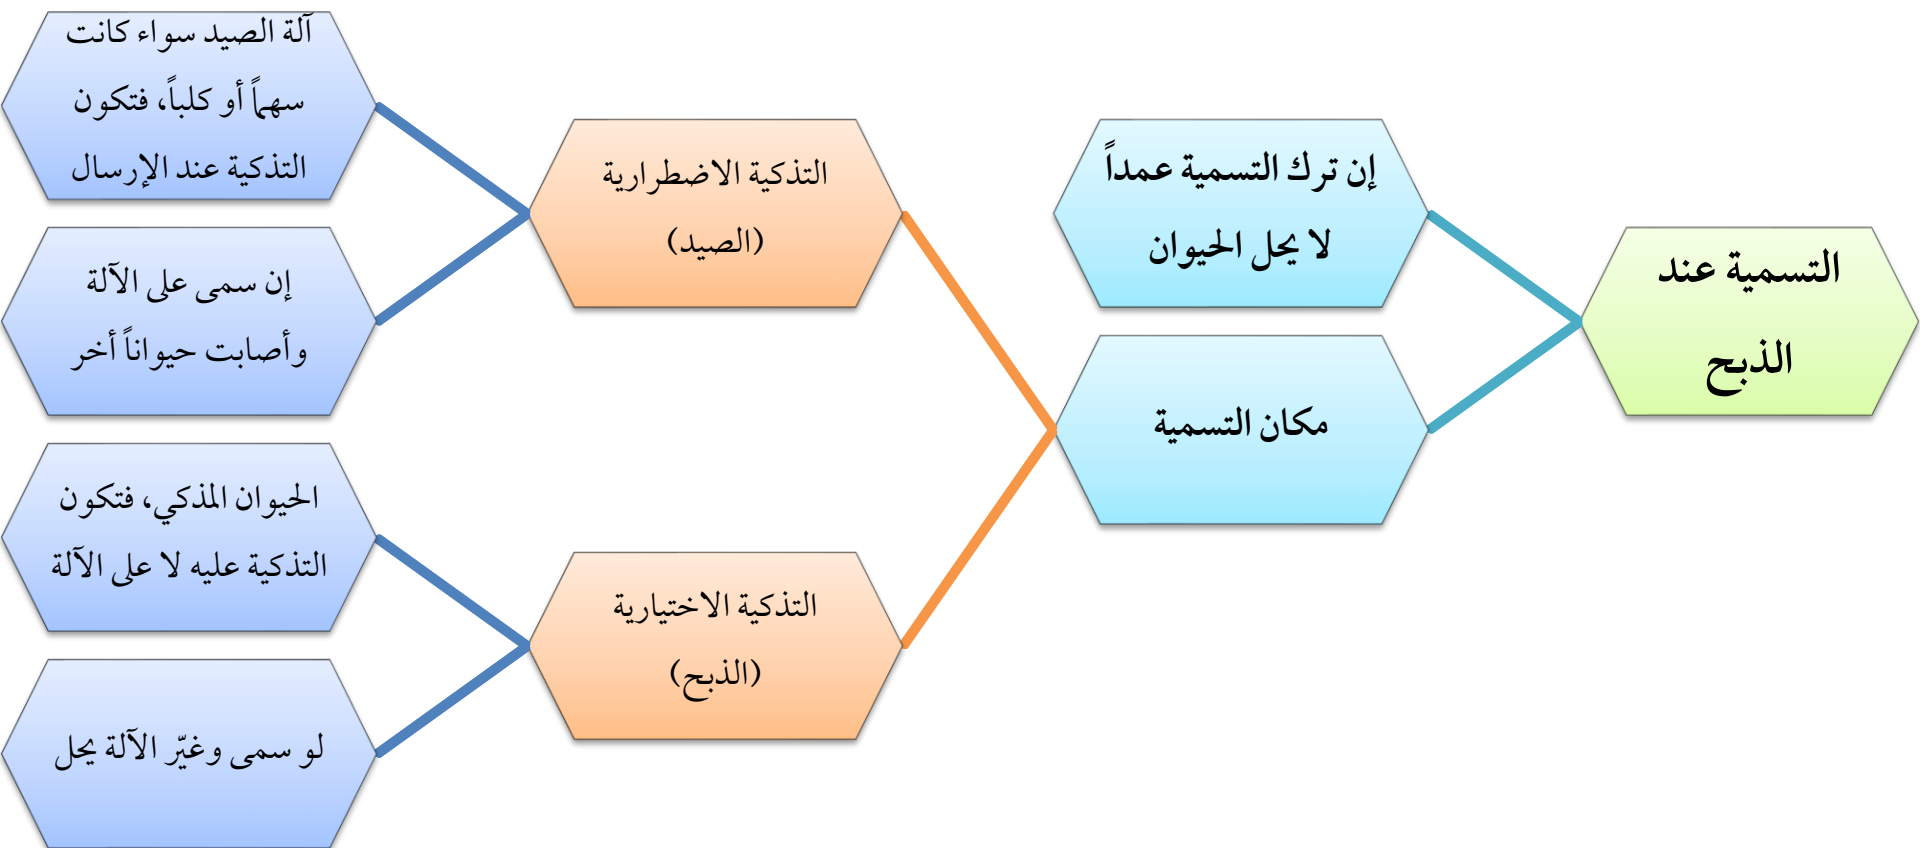 التسمية عند
الذبح
إن ترك التسمية عمداً
لا يحل الحيوان
مكان التسمية
التذكية الاضطرارية
(الصيد)
آلة الصيد سواء كانت
سهماً أو كلباً، فتكون
التذكية عند الإرسال
إن سمى على الآلة
وأصابت حيواناً أخر
التذكية الاختيارية
(الذبح)
الحيوان المذكي، فتكون
التذكية عليه لا على الآلة
لو سمى وغيّر الآلة يحل